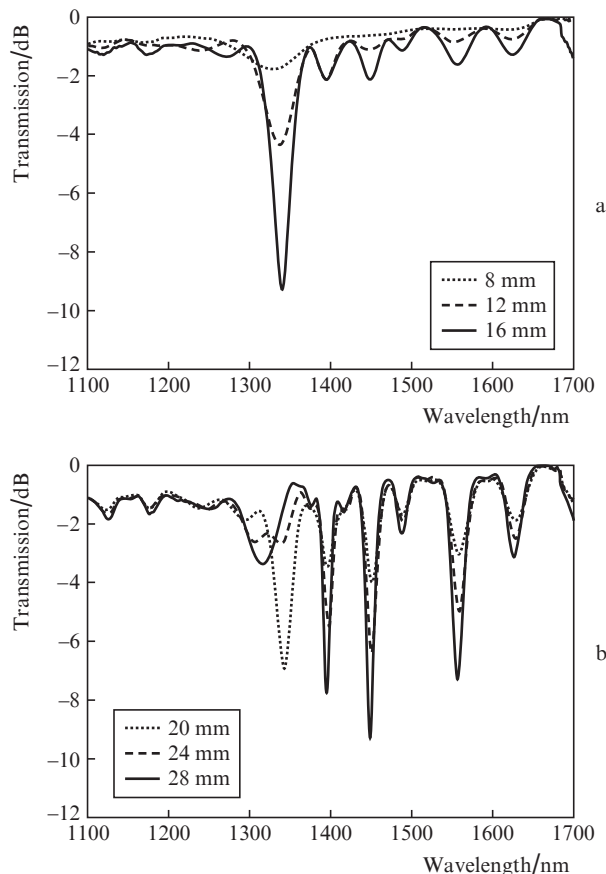 Transmission/dB
0
−2
−4
−6
−8
−10
−12
8 mm
12 mm
16 mm
1100 1200 1300 1400 1500 1600 1700
Wavelength/nm
a
Transmission/dB
0
−2
−4
−6
−8
−10
−12
20 mm
24 mm
28 mm
1100 1200 1300 1400 1500 1600 1700
Wavelength/nm
b